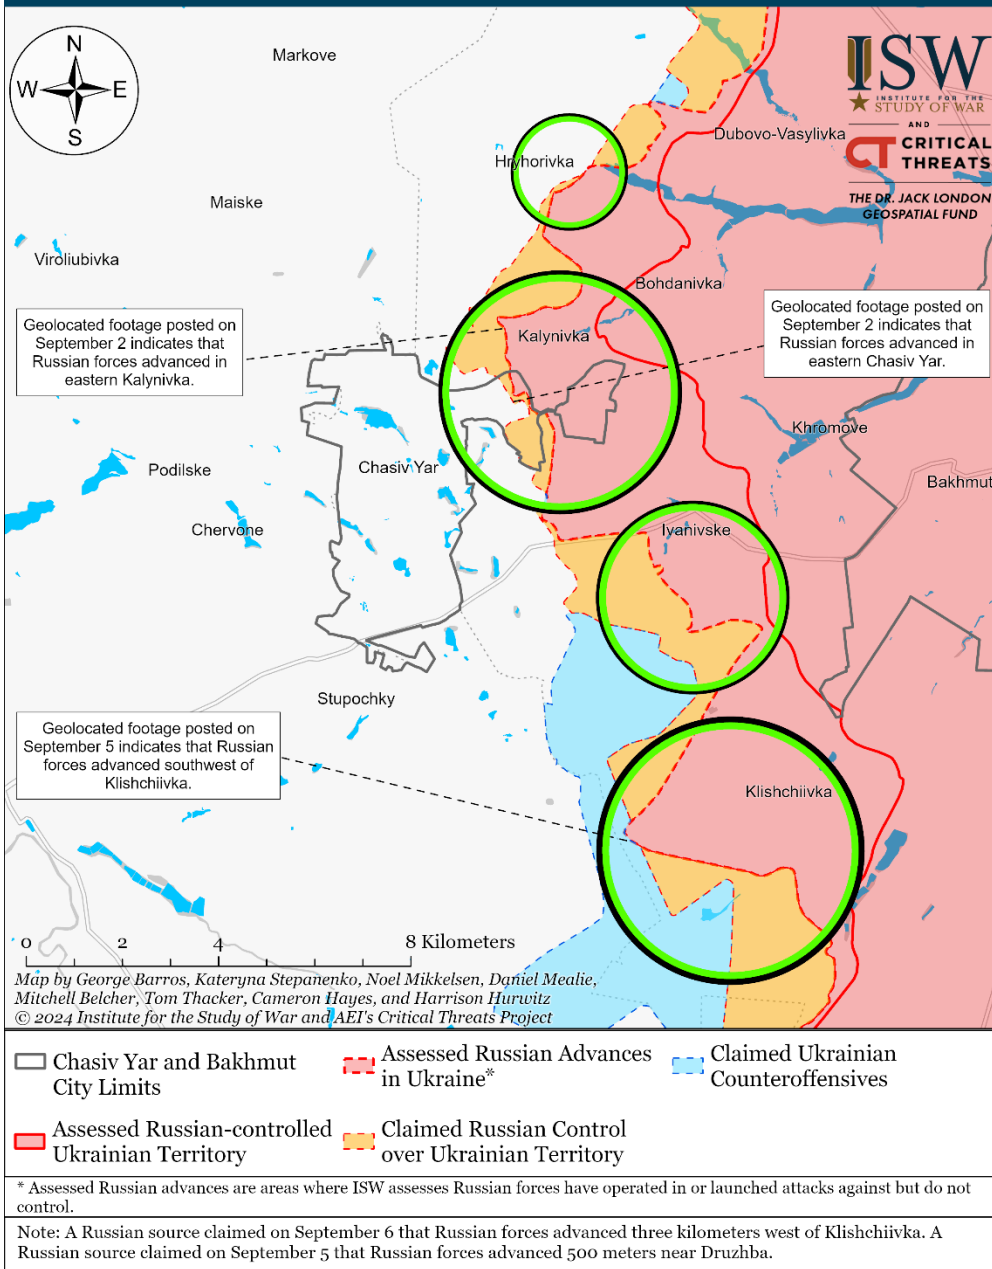 N
W
E
S
Markove
ISW
INSTITUTE FOR THE
STUDY OF WAR
AND
CT CRITICAL
THREATS
THE DR. JACK LONDON
GEOSPATIAL FUND
Dubovo-Vasylivka
Hryhorivka
Maiske
Viroliubivka
Bohdanivka
Geolocated footage posted on
September 2 indicates that
Russian forces advanced in
eastern Kalynivka.
Geolocated footage posted on
September 2 indicates that
Russian forces advanced in
eastern Chasiv Yar.
Kalynivka
Khromove
Podilske
Chasiv Yar
Bakhmut
Chervone
Ivanivske
Stupochky
Geolocated footage posted on
September 5 indicates that Russian
forces advanced southwest of
Klishchiivka.
Klishchiivka
0 2 4 8 Kilometers
Map by George Barros, Kateryna Stepanenko, Noel Mikkelsen, Daniel Mealie,
Mitchell Belcher, Tom Thacker, Cameron Hayes, and Harrison Hurwitz
© 2024 Institute for the Study of War and AEI's Critical Threats Project
Chasiv Yar and Bakhmut
City Limits
Assessed Russian Advances
in Ukraine*
Claimed Ukrainian
Counteroffensives
Assessed Russian-controlled
Ukrainian Territory
Claimed Russian Control
over Ukrainian Territory
* Assessed Russian advances are areas where ISW assesses Russian forces have operated in or launched attacks against but do not
control.
Note: A Russian source claimed on September 6 that Russian forces advanced three kilometers west of Klishchiivka. A
Russian source claimed on September 5 that Russian forces advanced 500 meters near Druzhba.